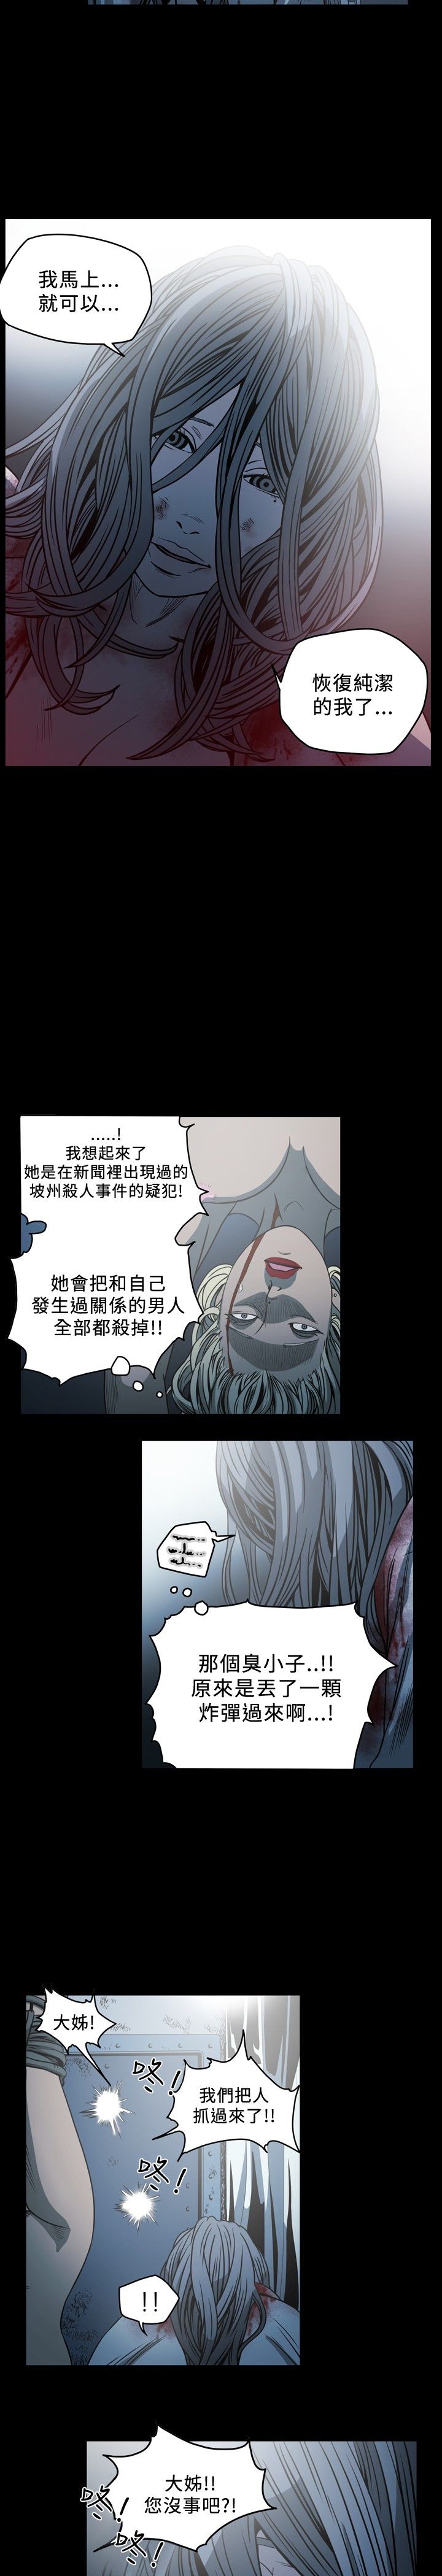 我馬上...
就可以...
恢復純潔
的我了...
.....!
我想起來了
她是在新聞裡出現過的
坡州殺人事件的疑犯!
她會把和自己
發生過關係的男人
全部都殺掉!!
那個臭小子..!!
原來是丟了一顆
炸彈過來啊...!
大姊!
咚!
我們把人
抓過來了!!
咚!
!!
大姊!!
您沒事吧?!
咚!
咚!